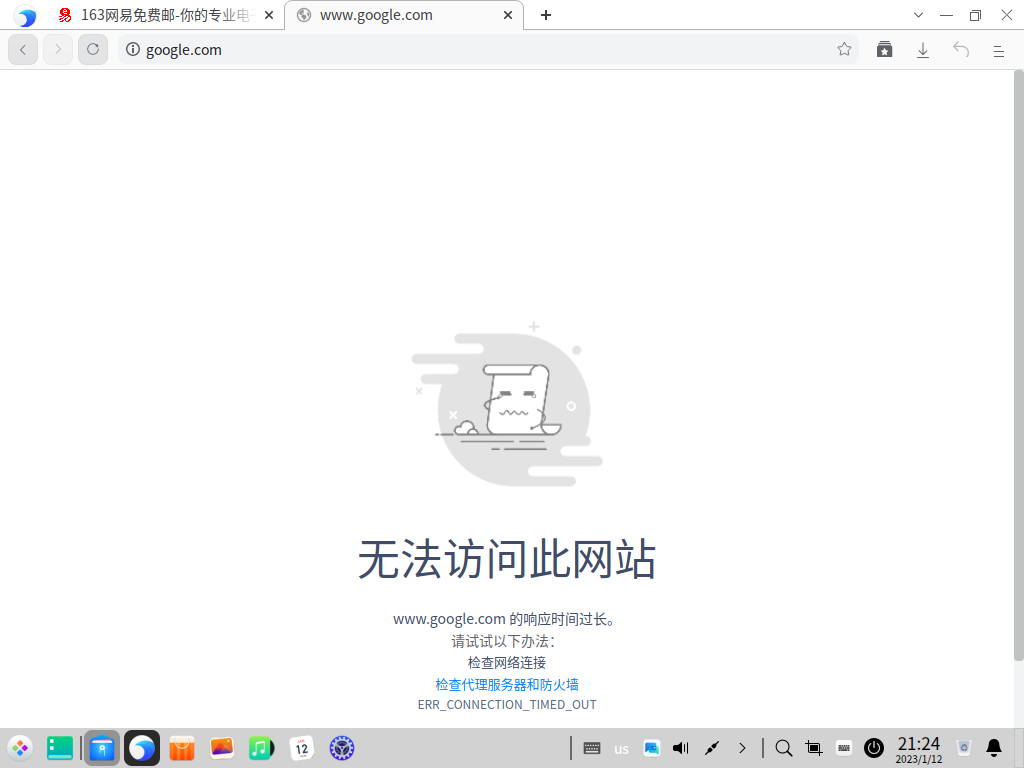 163网易免费邮-你的专业电
www.google.com
google.com
无法访问此网站
www.google.com 的响应时间过长。
请试试以下办法：
检查网络连接
检查代理服务器和防火墙
ERR_CONNECTION_TIMED_OUT
12
us
21:24
2023/1/12